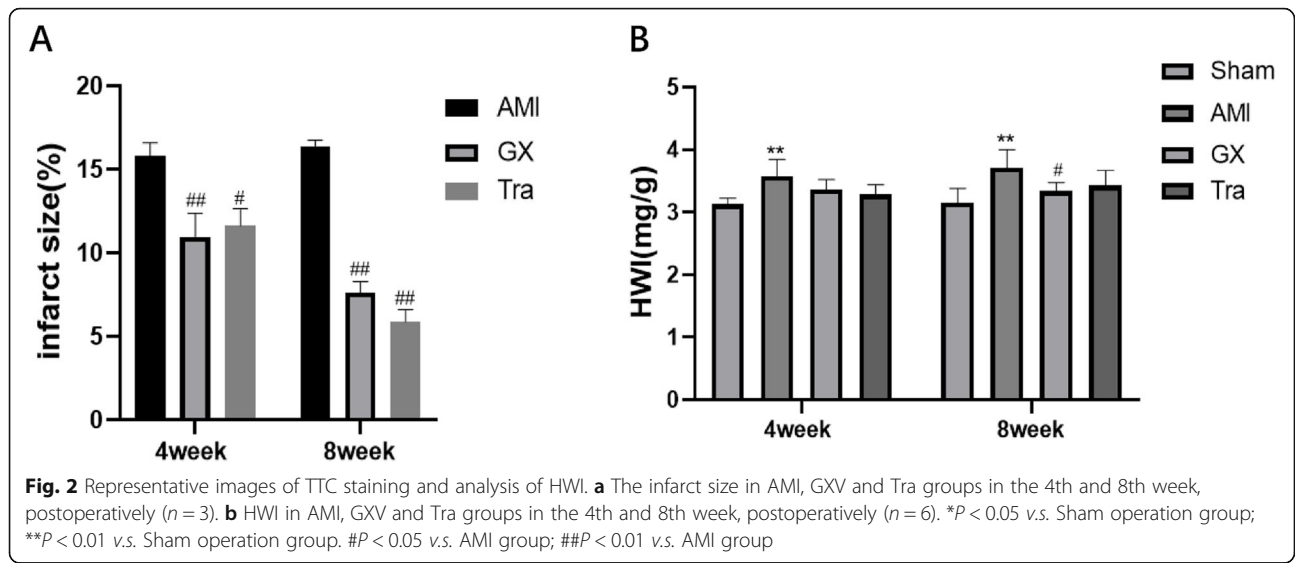 A
20
15
10
5
0
infarct size(%)
## # ## ##
4week 8week
AMI
GX
Tra
B
5
4
3
2
1
0
HWI(mg/g)
** ** #
4week 8week
Sham
AMI
GX
Tra
Fig. 2 Representative images of TTC staining and analysis of HWI. a The infarct size in AMI, GXV and Tra groups in the 4th and 8th week,
postoperatively (n = 3). b HWI in AMI, GXV and Tra groups in the 4th and 8th week, postoperatively (n = 6). *P < 0.05 v.s. Sham operation group;
**P < 0.01 v.s. Sham operation group. #P < 0.05 v.s. AMI group; ##P < 0.01 v.s. AMI group